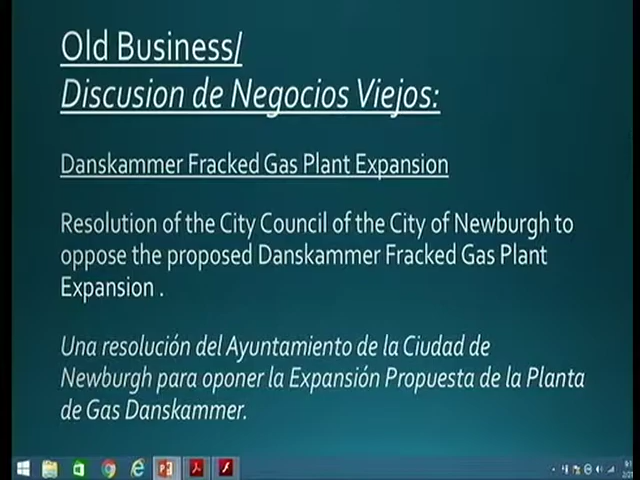 Old Business/
Discusion de Negocios Viejos:
Danskammer Fracked Gas Plant Expansion
Resolution of the City Council of the City of Newburgh to
oppose the proposed Danskammer Fracked Gas Plant
Expansion .
Una resolución del Ayuntamiento de la Ciudad de
Newburgh para oponer la Expansión Propuesta de la Planta
de Gas Danskammer.